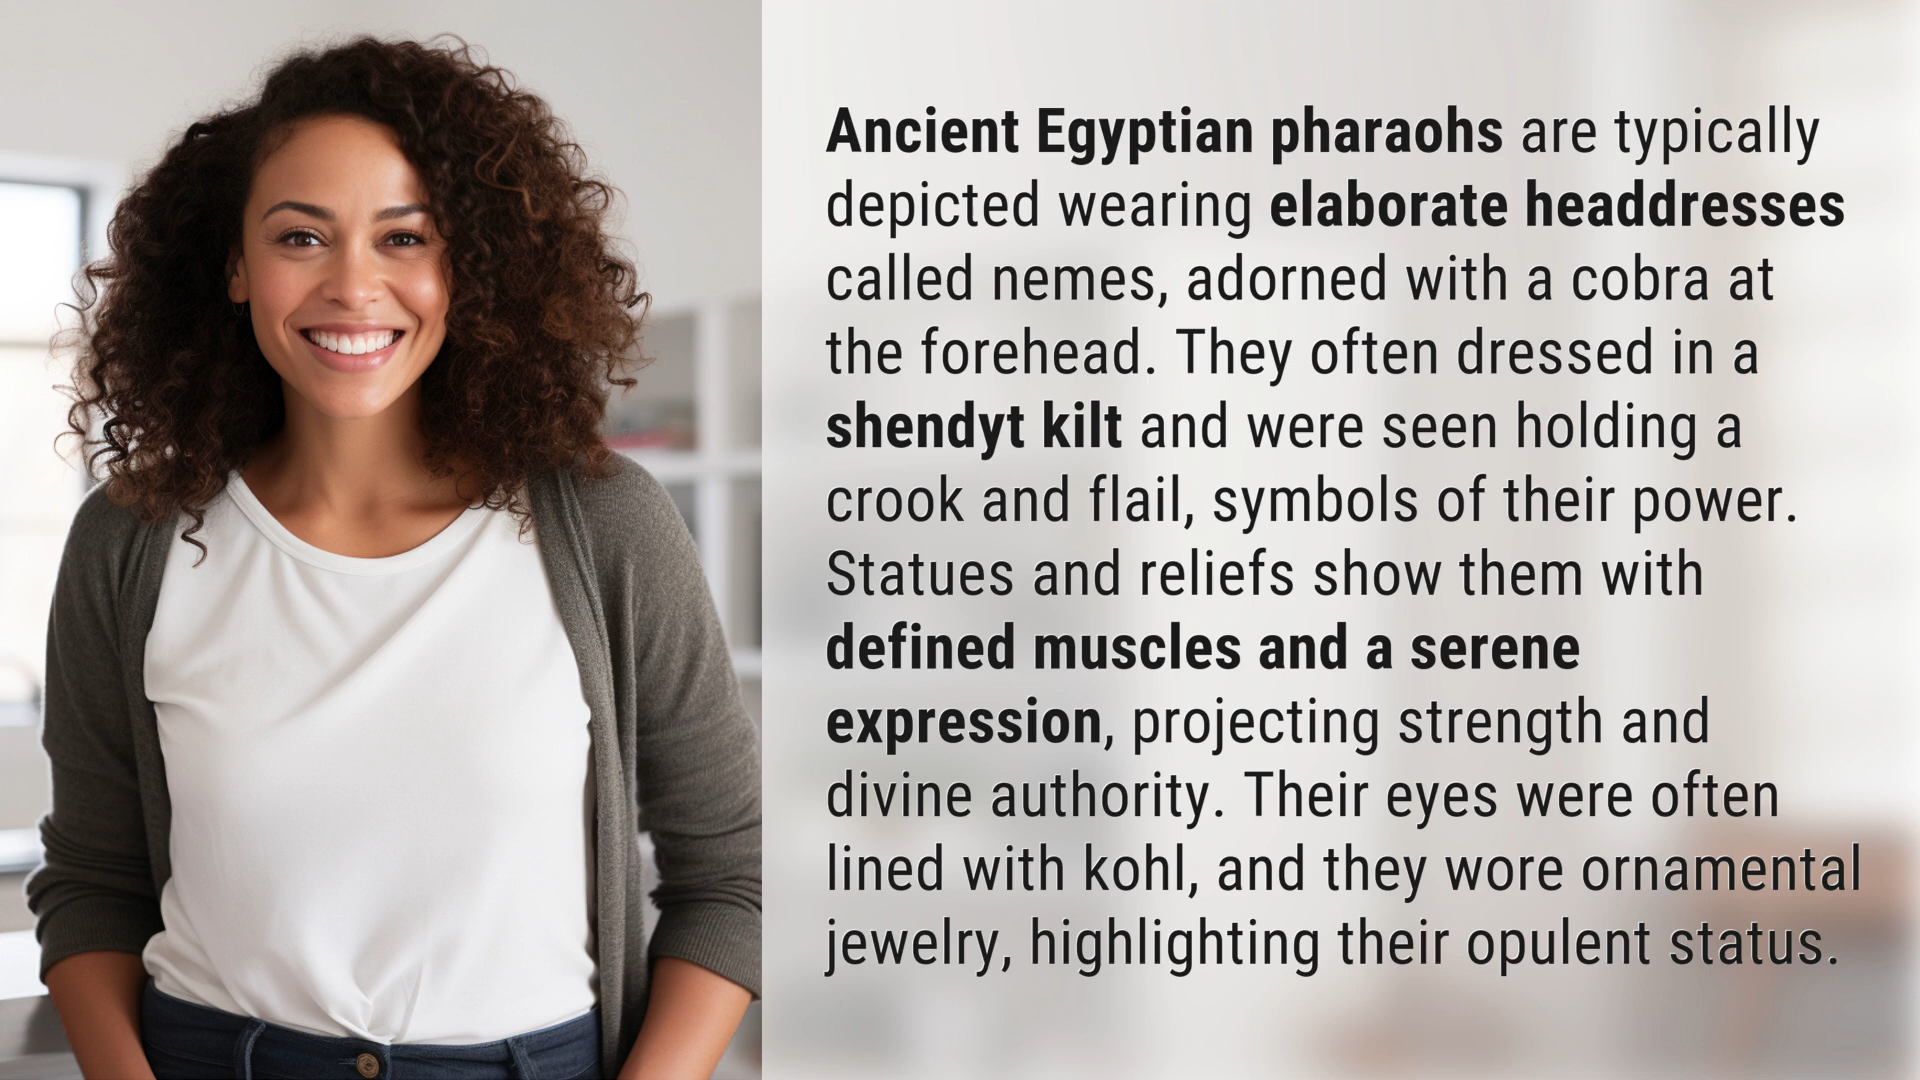 Ancient Egyptian pharaohs are typically
depicted wearing elaborate headdresses
called nemes, adorned with a cobra at
the forehead. They often dressed in a
shendyt kilt and were seen holding a
crook and flail, symbols of their power.
Statues and reliefs show them with
defined muscles and a serene
expression, projecting strength and
divine authority. Their eyes were often
lined with kohl, and they wore ornamental
jewelry, highlighting their opulent status.